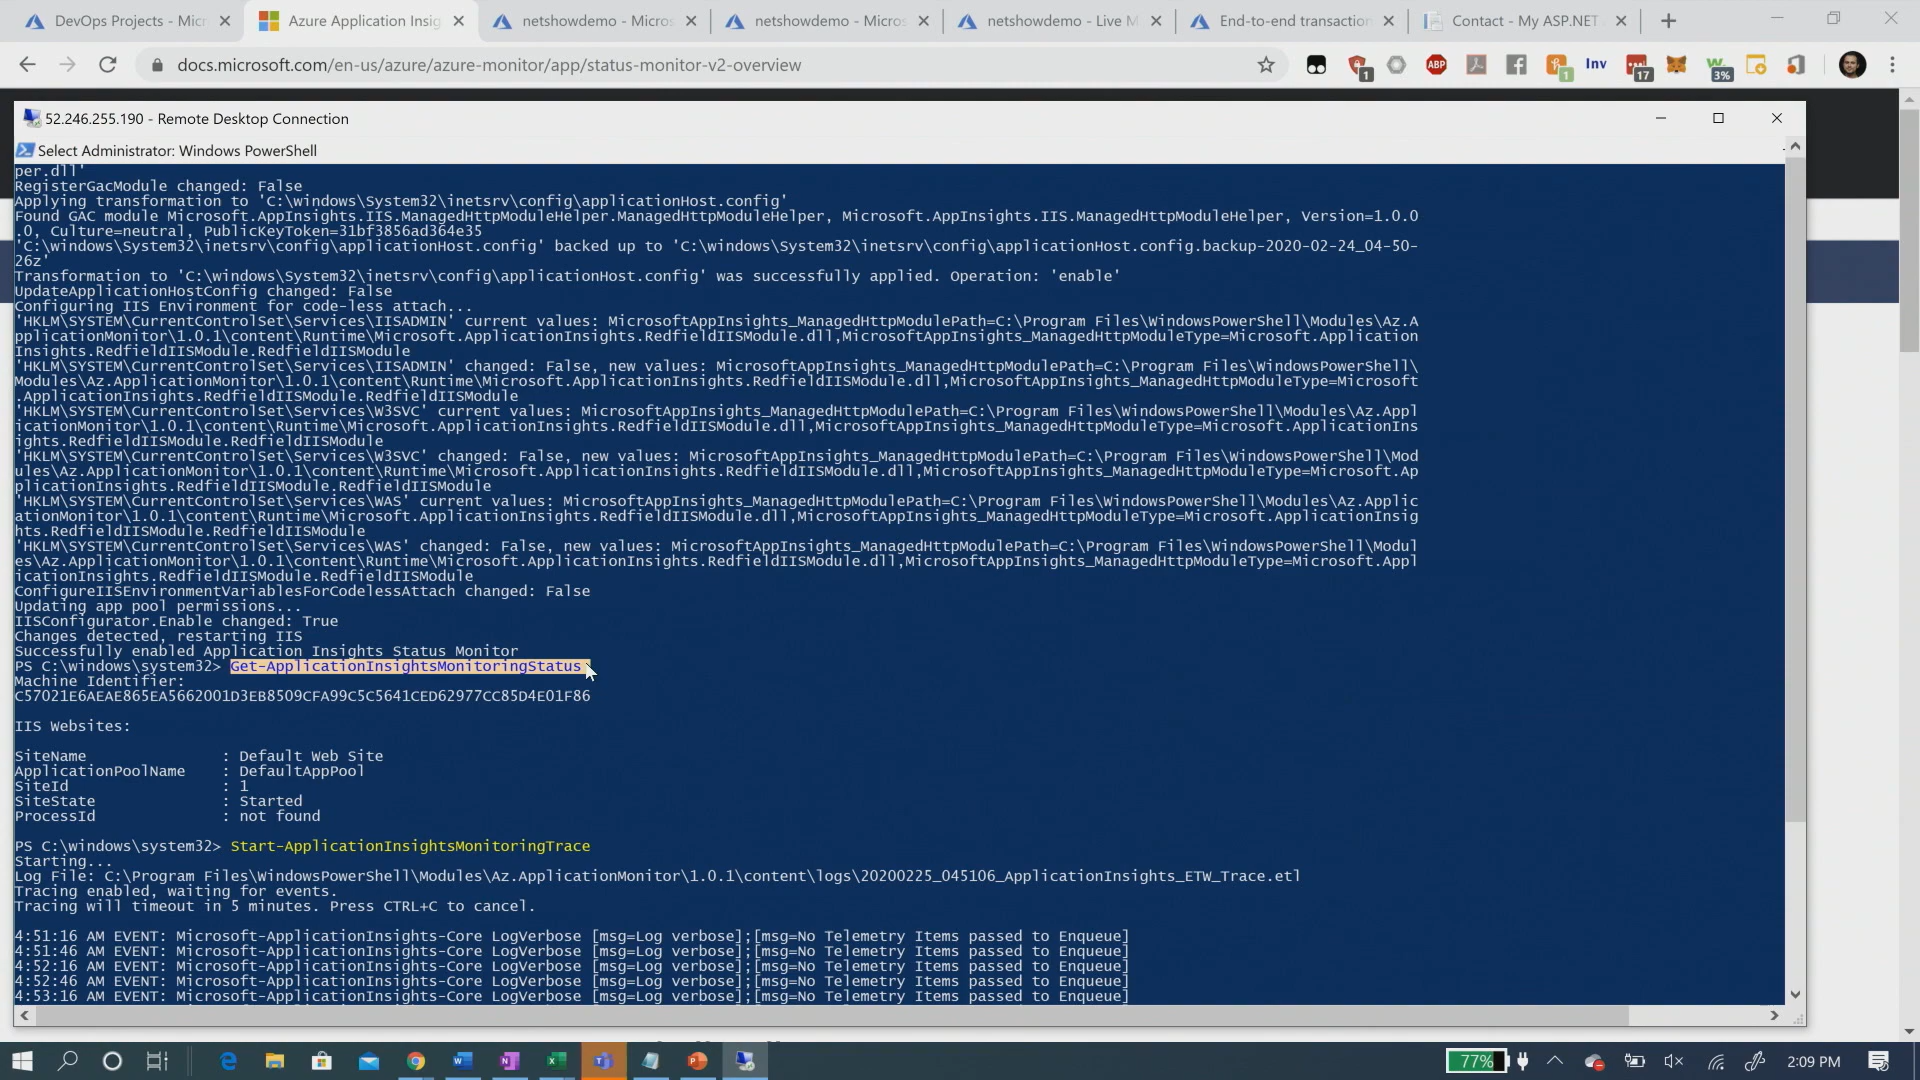 DevOps Projects - Micr
Azure Application Insig
netshowdemo - Micros
netshowdemo - Micros
netshowdemo - Live M
End-to-end transaction
Contact - My ASP.NET
docs.microsoft.com/en-us/azure/azure-monitor/app/status-monitor-v2-overview
1
ABP
1
Inv
17
3%
52.246.255.190 - Remote Desktop Connection
Select Administrator: Windows PowerShell
per.dll'
RegisterGacModule changed: False
Applying transformation to 'C:\windows\System32\inetsrv\config\applicationHost.config'
Found GAC module Microsoft.AppInsights.IIS.ManagedHttpModuleHelper.ManagedHttpModuleHelper, Microsoft.AppInsights.IIS.ManagedHttpModuleHelper, Version=1.0.0
.0, Culture=neutral, PublicKeyToken=31bf3856ad364e35
'C:\windows\System32\inetsrv\config\applicationHost.config' backed up to 'C:\windows\System32\inetsrv\config\applicationHost.config.backup-2020-02-24_04-50-
26z'
Transformation to 'C:\windows\System32\inetsrv\config\applicationHost.config' was successfully applied. Operation: 'enable'
UpdateApplicationHostConfig changed: False
Configuring IIS Environment for code-less attach...
'HKLM\SYSTEM\CurrentControlSet\Services\IISADMIN' current values: MicrosoftAppInsights_ManagedHttpModulePath=C:\Program Files\WindowsPowerShell\Modules\Az.A
pplicationMonitor\1.0.1\content\Runtime\Microsoft.ApplicationInsights.RedfieldIISModule.dll,MicrosoftAppInsights_ManagedHttpModuleType=Microsoft.Application
Insights.RedfieldIISModule.RedfieldIISModule
'HKLM\SYSTEM\CurrentControlSet\Services\IISADMIN' changed: False, new values: MicrosoftAppInsights_ManagedHttpModulePath=C:\Program Files\WindowsPowerShell\
Modules\Az.ApplicationMonitor\1.0.1\content\Runtime\Microsoft.ApplicationInsights.RedfieldIISModule.dll,MicrosoftAppInsights_ManagedHttpModuleType=Microsoft
.ApplicationInsights.RedfieldIISModule.RedfieldIISModule
'HKLM\SYSTEM\CurrentControlSet\Services\W3SVC' current values: MicrosoftAppInsights_ManagedHttpModulePath=C:\Program Files\WindowsPowerShell\Modules\Az.Appl
icationMonitor\1.0.1\content\Runtime\Microsoft.ApplicationInsights.RedfieldIISModule.dll,MicrosoftAppInsights_ManagedHttpModuleType=Microsoft.ApplicationIns
ights.RedfieldIISModule.RedfieldIISModule
'HKLM\SYSTEM\CurrentControlSet\Services\W3SVC' changed: False, new values: MicrosoftAppInsights_ManagedHttpModulePath=C:\Program Files\WindowsPowerShell\Mod
ules\Az.ApplicationMonitor\1.0.1\content\Runtime\Microsoft.ApplicationInsights.RedfieldIISModule.dll,MicrosoftAppInsights_ManagedHttpModuleType=Microsoft.Ap
plicationInsights.RedfieldIISModule.RedfieldIISModule
'HKLM\SYSTEM\CurrentControlSet\Services\WAS' current values: MicrosoftAppInsights_ManagedHttpModulePath=C:\Program Files\WindowsPowerShell\Modules\Az.Applic
ationMonitor\1.0.1\content\Runtime\Microsoft.ApplicationInsights.RedfieldIISModule.dll,MicrosoftAppInsights_ManagedHttpModuleType=Microsoft.ApplicationInsig
hts.RedfieldIISModule.RedfieldIISModule
'HKLM\SYSTEM\CurrentControlSet\Services\WAS' changed: False, new values: MicrosoftAppInsights_ManagedHttpModulePath=C:\Program Files\WindowsPowerShell\Modul
es\Az.ApplicationMonitor\1.0.1\content\Runtime\Microsoft.ApplicationInsights.RedfieldIISModule.dll,MicrosoftAppInsights_ManagedHttpModuleType=Microsoft.Appl
icationInsights.RedfieldIISModule.RedfieldIISModule
ConfigureIISEnvironmentVariablesForCodelessAttach changed: False
Updating app pool permissions...
IISConfigurator.Enable changed: True
Changes detected, restarting IIS
Successfully enabled Application Insights Status Monitor
PS C:\windows\system32> Get-ApplicationInsightsMonitoringStatus
Machine Identifier:
C57021E6AEAE865EA5662001D3EB8509CFA99C5C5641CED62977CC85D4E01F86
IIS Websites:
SiteName : Default Web Site
ApplicationPoolName : DefaultAppPool
SiteId : 1
SiteState : Started
ProcessId : not found
PS C:\windows\system32> Start-ApplicationInsightsMonitoringTrace
Starting...
Log File: C:\Program Files\WindowsPowerShell\Modules\Az.ApplicationMonitor\1.0.1\content\logs\20200225_045106_ApplicationInsights_ETW_Trace.etl
Tracing enabled, waiting for events.
Tracing will timeout in 5 minutes. Press CTRL+C to cancel.
4:51:16 AM EVENT: Microsoft-ApplicationInsights-Core LogVerbose [msg=Log verbose];[msg=No Telemetry Items passed to Enqueue]
4:51:46 AM EVENT: Microsoft-ApplicationInsights-Core LogVerbose [msg=Log verbose];[msg=No Telemetry Items passed to Enqueue]
4:52:16 AM EVENT: Microsoft-ApplicationInsights-Core LogVerbose [msg=Log verbose];[msg=No Telemetry Items passed to Enqueue]
4:52:46 AM EVENT: Microsoft-ApplicationInsights-Core LogVerbose [msg=Log verbose];[msg=No Telemetry Items passed to Enqueue]
4:53:16 AM EVENT: Microsoft-ApplicationInsights-Core LogVerbose [msg=Log verbose];[msg=No Telemetry Items passed to Enqueue]
77%
2:09 PM